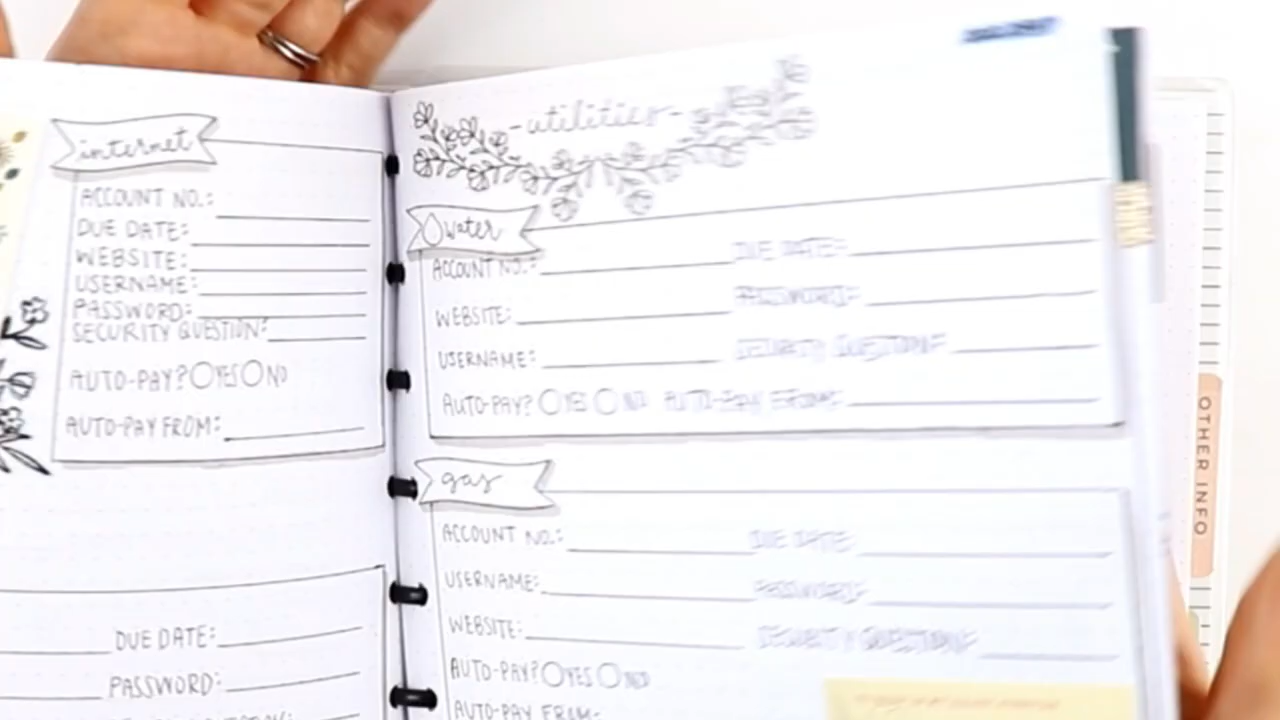 internet
ACCOUNT NO.:
DUE DATE:
WEBSITE:
USERNAME:
PASSWORD:
SECURITY QUESTION:
AUTO-PAY? YES NO
AUTO-PAY FROM:
DUE DATE:
PASSWORD:
-utilities-
water
ACCOUNT NO.: DUE DATE:
WEBSITE: PASSWORD:
USERNAME: SECURITY QUESTION:
AUTO-PAY? YES NO AUTO-PAY FROM:
gas
ACCOUNT NO.: DUE DATE:
USERNAME: PASSWORD:
WEBSITE: SECURITY QUESTION:
AUTO-PAY? YES NO
AUTO-PAY FROM:
OTHER INFO